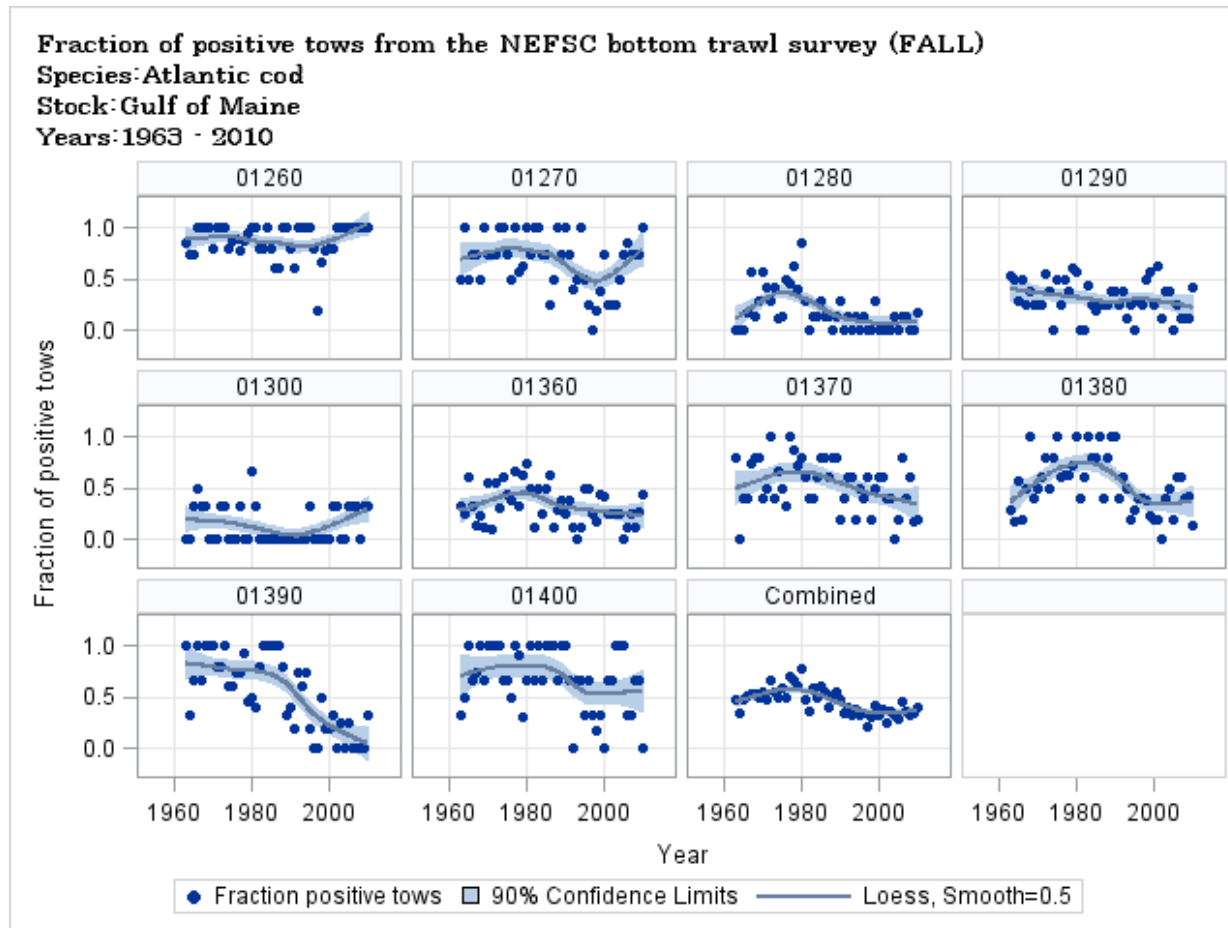 Fraction of positive tows from the NEFSC bottom trawl survey (FALL)
Species:Atlantic cod
Stock:Gulf of Maine
Years:1963 - 2010
01260 01270 01280 01290
1.0
0.5
0.0
01300 01360 01370 01380
1.0
0.5
0.0
01390 01400 Combined
1.0
0.5
0.0
Fraction of positive tows
1960 1980 2000 1960 1980 2000 1960 1980 2000 1960 1980 2000
Year
Fraction positive tows 90% Confidence Limits Loess, Smooth=0.5